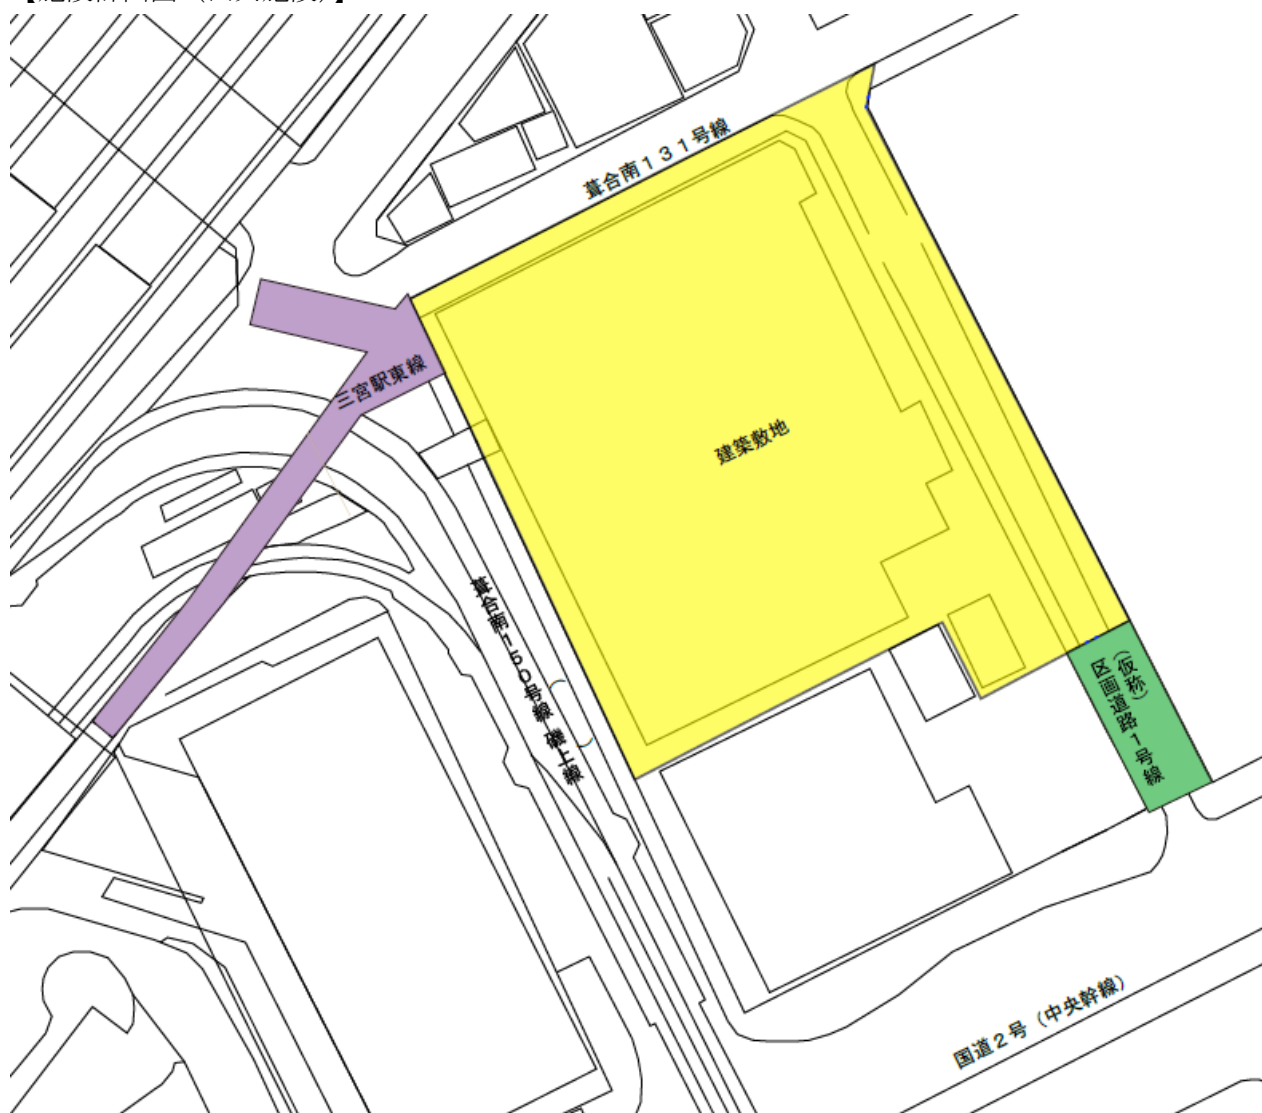 葺合南１３１号線
三宮駅東線
建築敷地
葺合南１５０号線 磯上線
（仮称）
区画道路１号線
国道２号（中央幹線）